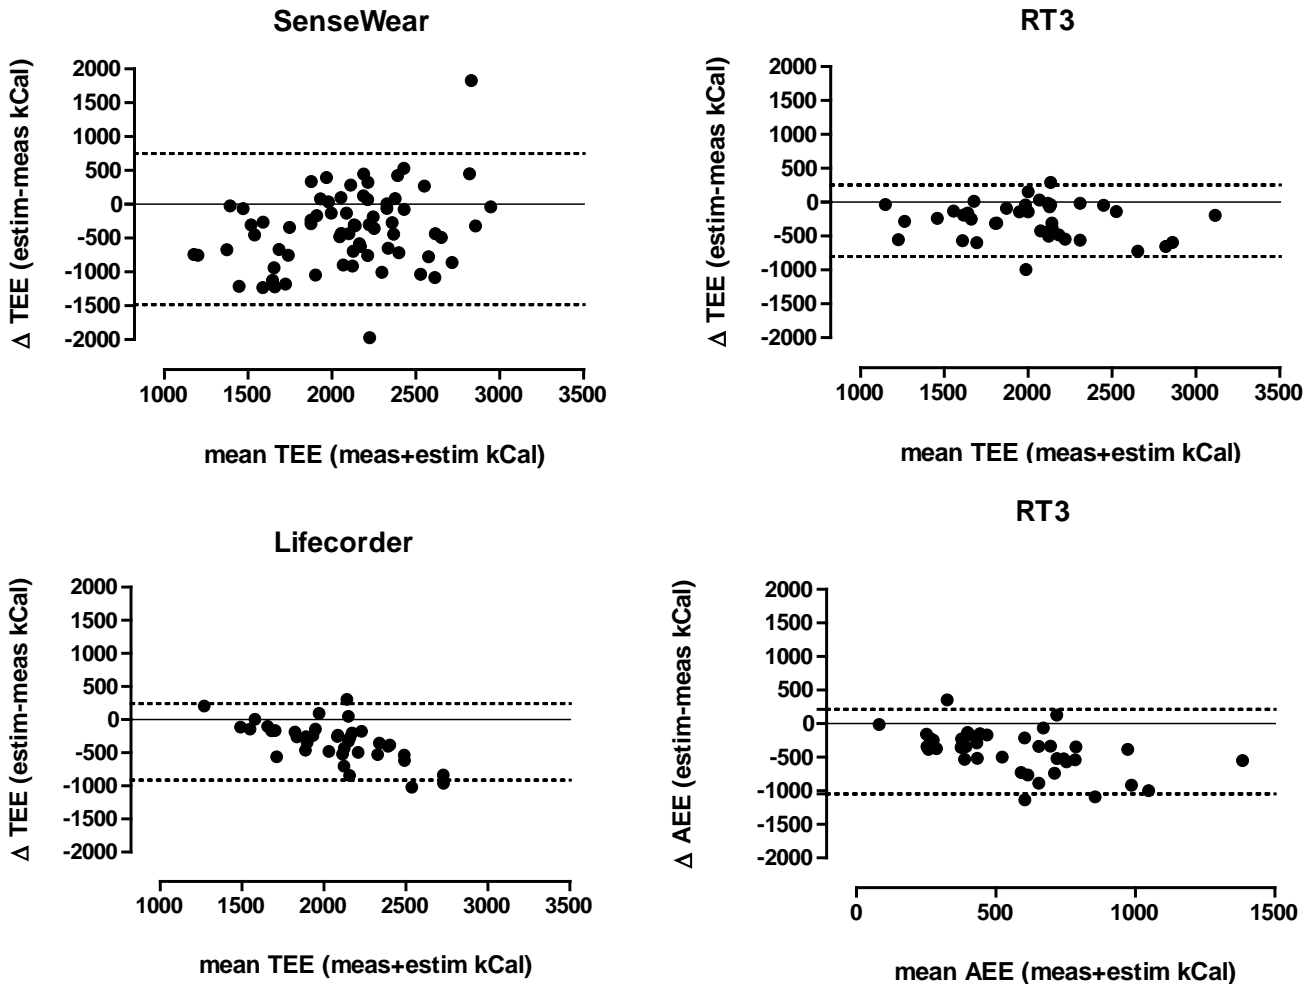 SenseWear
Δ TEE (estim-meas kCal)
2000
1500
1000
500
0
-500
-1000
-1500
-2000
1000 1500 2000 2500 3000 3500
mean TEE (meas+estim kCal)
RT3
Δ TEE (estim-meas kCal)
2000
1500
1000
500
0
-500
-1000
-1500
-2000
1000 1500 2000 2500 3000 3500
mean TEE (meas+estim kCal)
Lifecorder
Δ TEE (estim-meas kCal)
2000
1500
1000
500
0
-500
-1000
-1500
-2000
1000 1500 2000 2500 3000 3500
mean TEE (meas+estim kCal)
RT3
Δ AEE (estim-meas kCal)
2000
1500
1000
500
0
-500
-1000
-1500
-2000
0 500 1000 1500
mean AEE (meas+estim kCal)